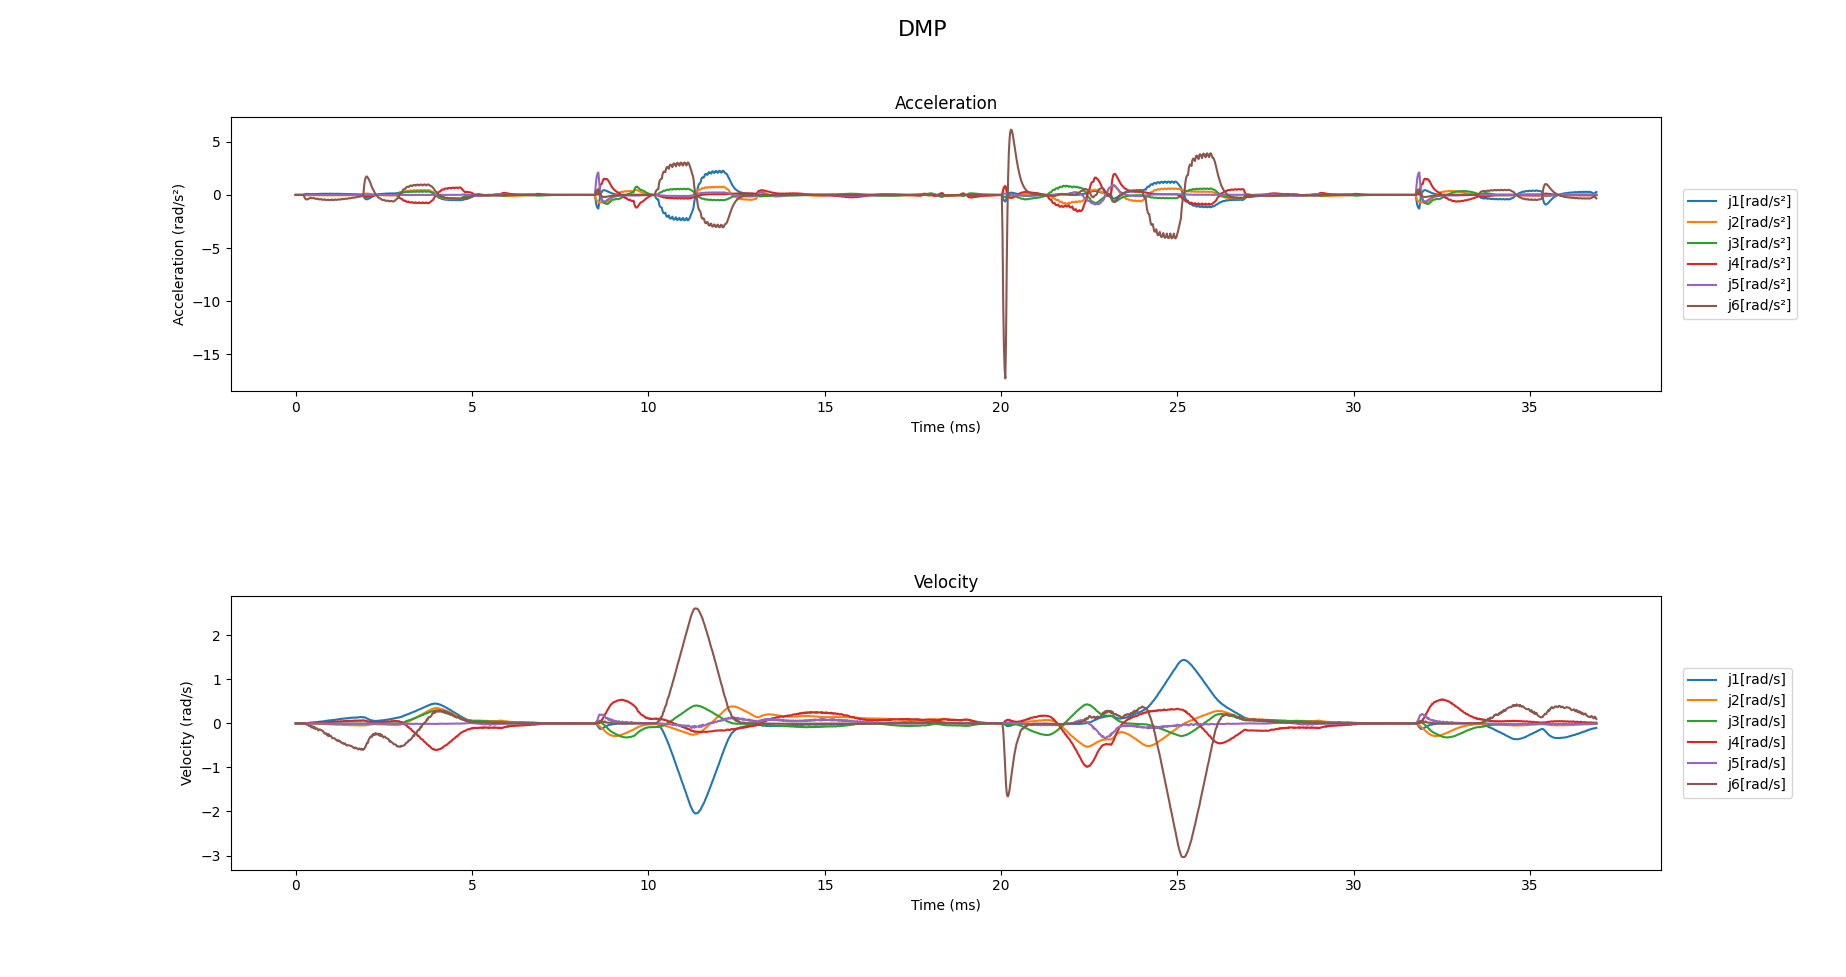 DMP
Acceleration
Acceleration (rad/s²)
5
0
−5
−10
−15
0 5 10 15 20 25 30 35
Time (ms)
j1[rad/s²]
j2[rad/s²]
j3[rad/s²]
j4[rad/s²]
j5[rad/s²]
j6[rad/s²]
Velocity
Velocity (rad/s)
2
1
0
−1
−2
−3
0 5 10 15 20 25 30 35
Time (ms)
j1[rad/s]
j2[rad/s]
j3[rad/s]
j4[rad/s]
j5[rad/s]
j6[rad/s]